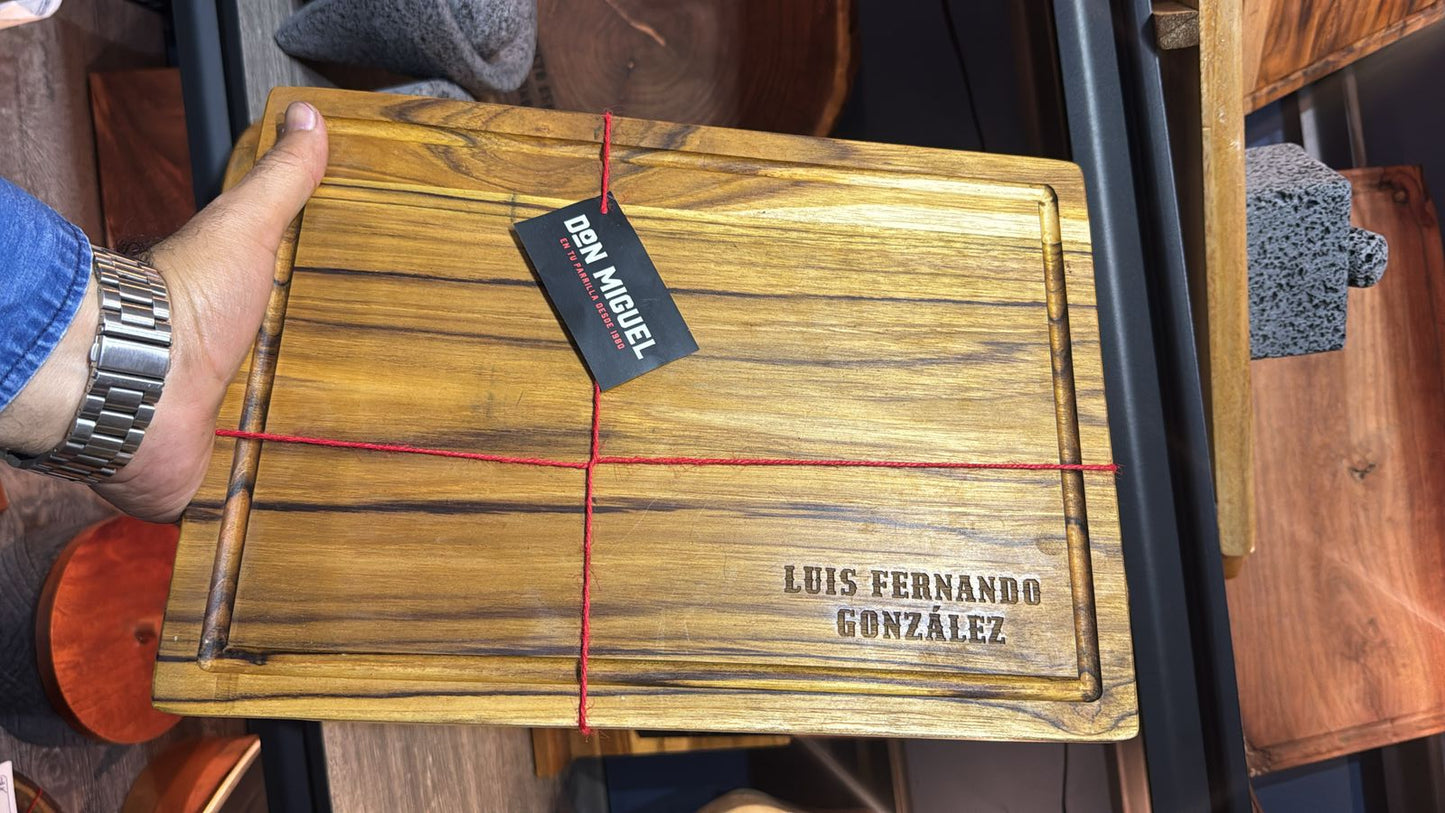 DON MIGUEL
EN TU PARRILLA DESDE 1980
LUIS FERNANDO
GONZÁLEZ